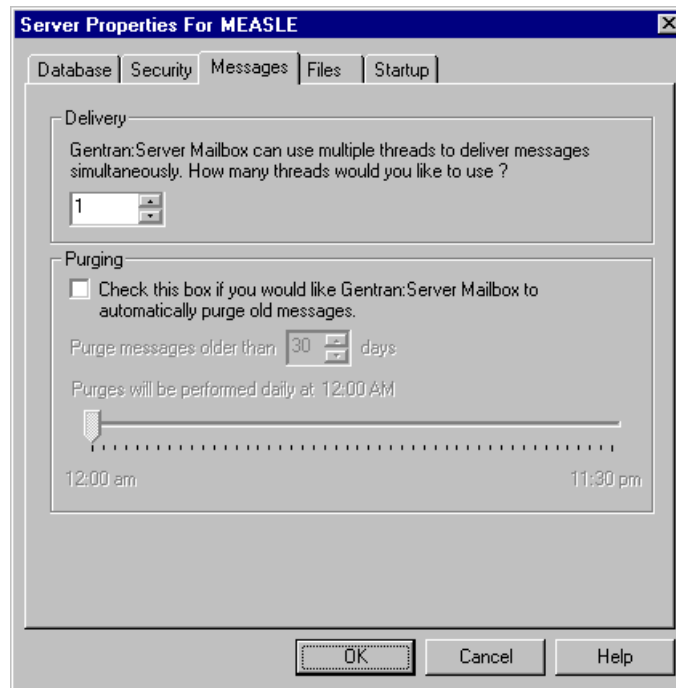 Server Properties For MEASLE
Database Security Messages Files Startup
Delivery
Gentran:Server Mailbox can use multiple threads to deliver messages
simultaneously. How many threads would you like to use ?
1
Purging
Check this box if you would like Gentran:Server Mailbox to
automatically purge old messages.
Purge messages older than 30 days
Purges will be performed daily at 12:00 AM
12:00 am 11:30 pm
OK Cancel Help